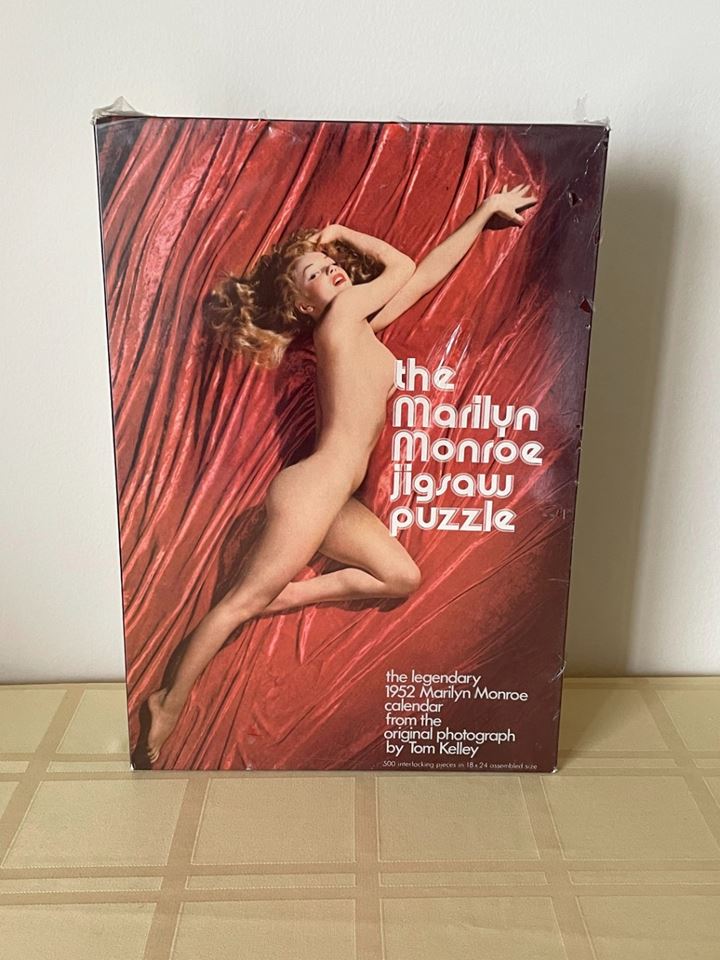 the
Marilyn
Monroe
jigsaw
puzzle
the legendary
1952 Marilyn Monroe
calendar
from the
original photograph
by Tom Kelley
500 interlocking pieces in 18 x 24 assembled size